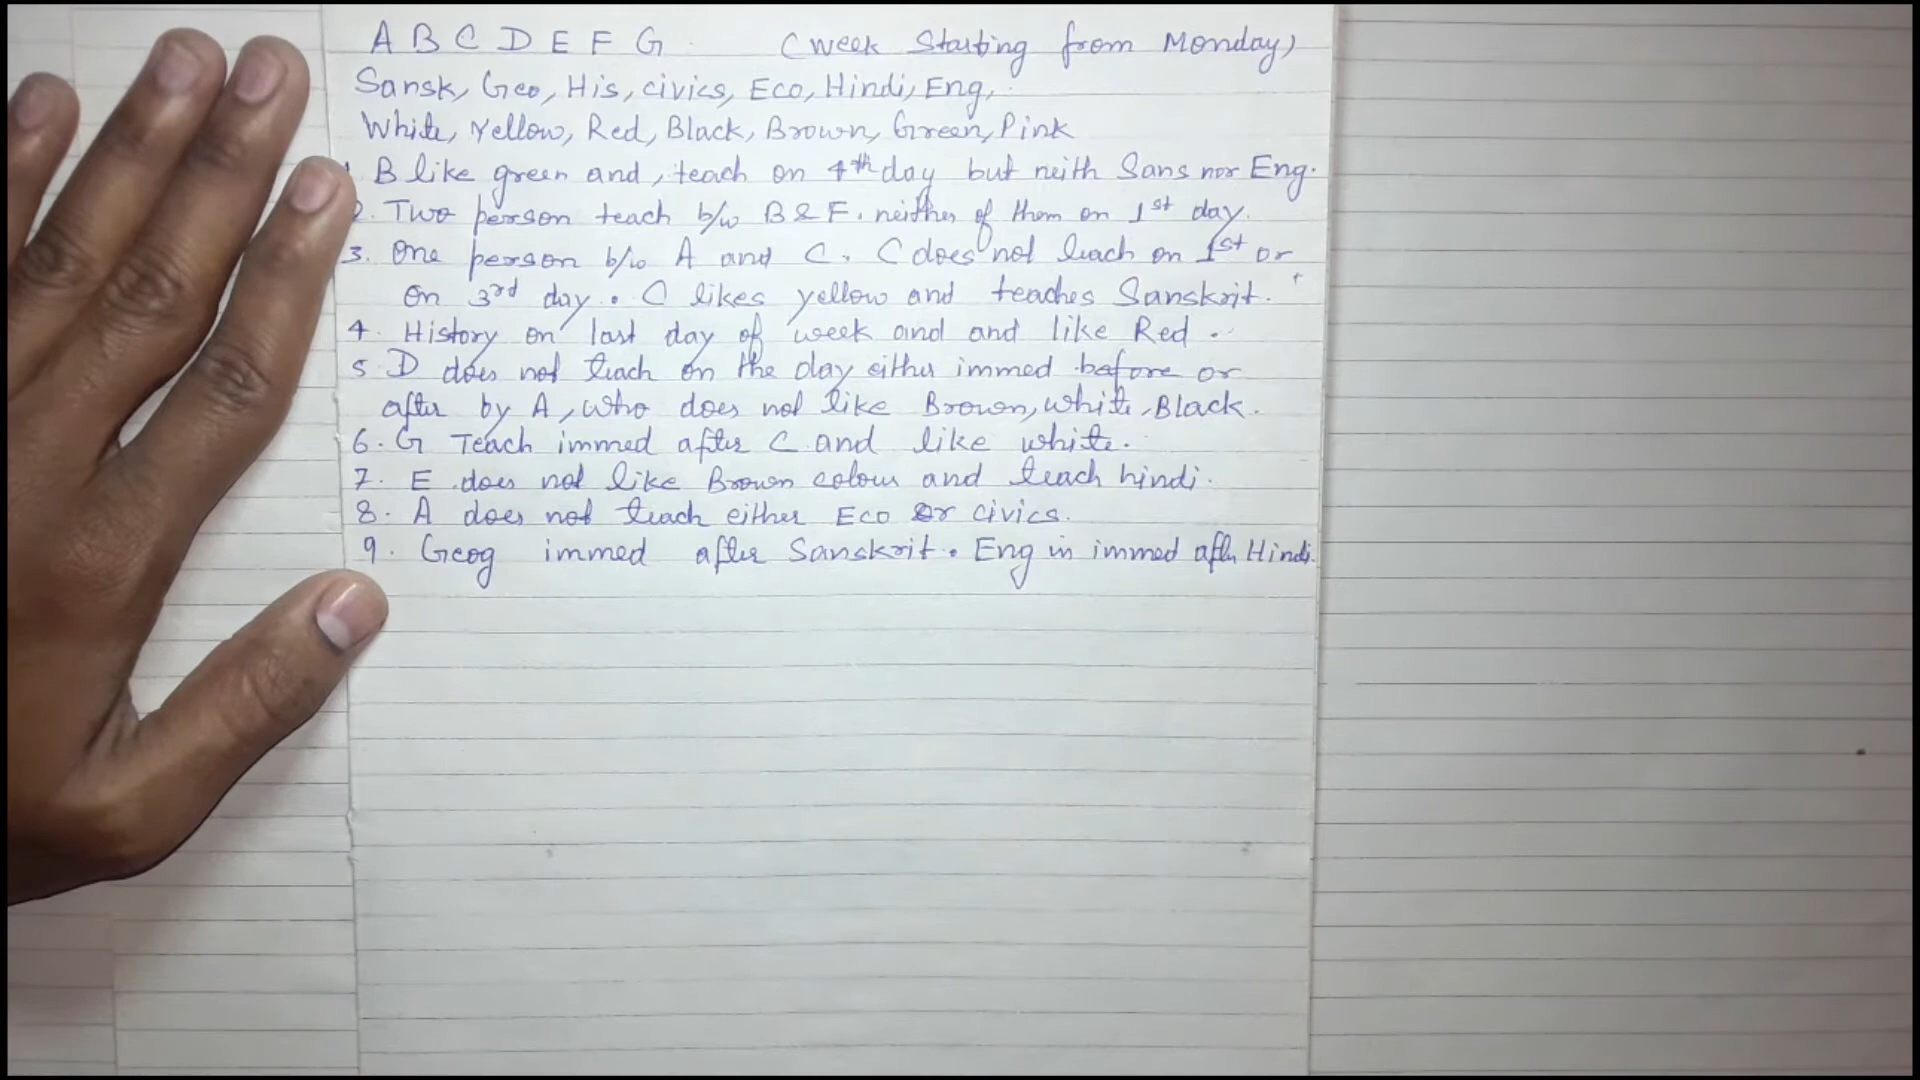 A B C D E F G. (week Starting from Monday)
Sansk, Geo, His, civics, Eco, Hindi, Eng,
White, Yellow, Red, Black, Brown, Green, Pink
1 B like green and, teach on 4th day but neith Sans nor Eng.
2. Two person teach b/w B & F. neither of them on 1st day.
3. One person b/w A and C. C does not teach on 1st or
on 3rd day. C likes yellow and teaches Sanskrit.
4. History on last day of week and and like Red.
5. D does not teach on the day either immed before or
after by A, who does not like Brown, white, Black.
6. G Teach immed after C and like white.
7. E does not like Brown colour and teach hindi.
8. A does not teach either Eco or civics.
9. Geog immed after Sanskrit. Eng in immed afte Hindi.